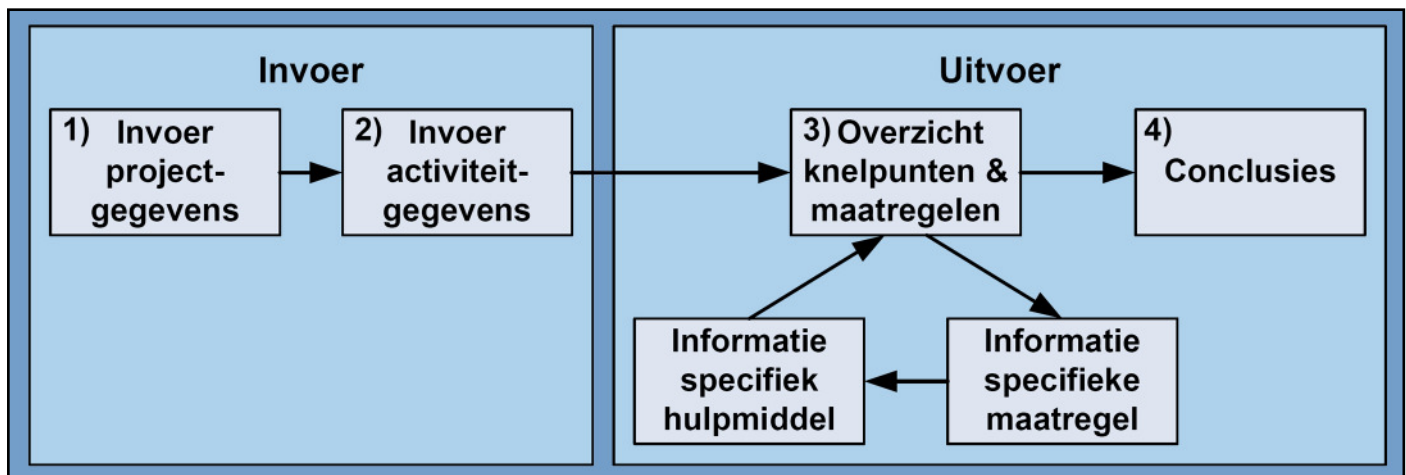 Invoer
1) Invoer
project-
gegevens
2) Invoer
activiteit-
gegevens
Uitvoer
3) Overzicht
knelpunten &
maatregelen
4)
Conclusies
Informatie
specifiek
hulpmiddel
Informatie
specifieke
maatregel